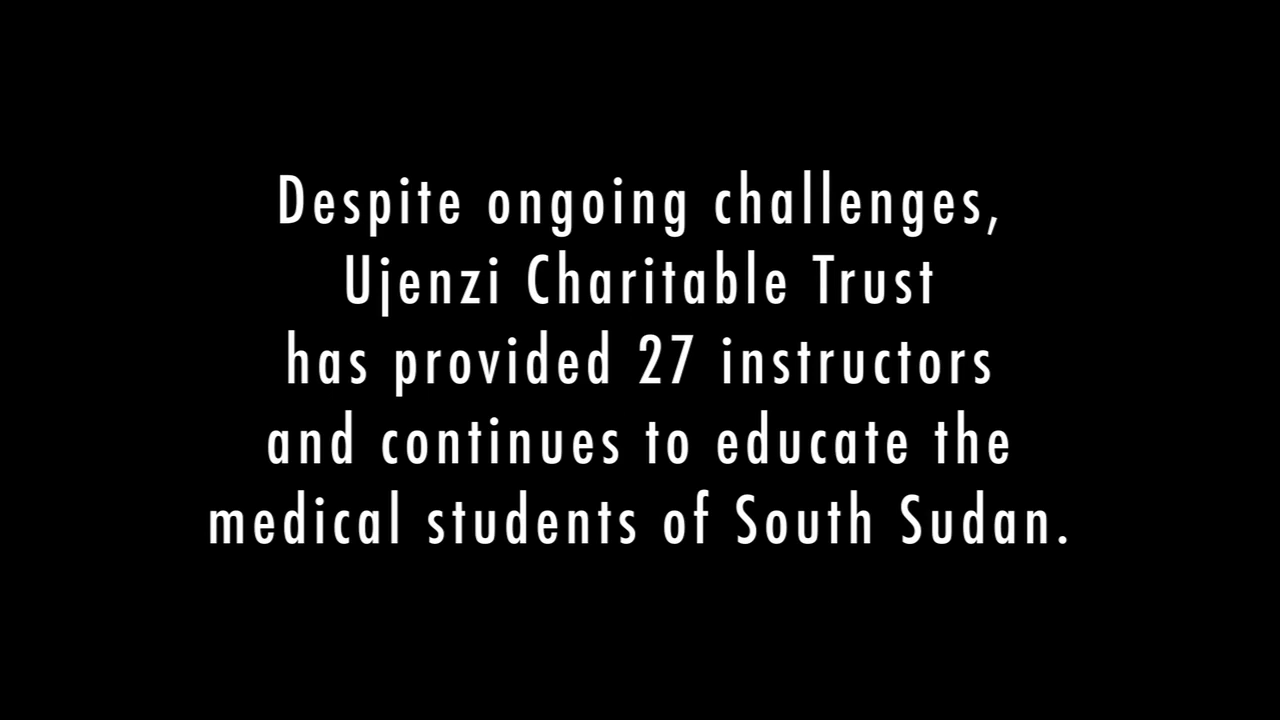 Despite ongoing challenges,
Ujenzi Charitable Trust
has provided 27 instructors
and continues to educate the
medical students of South Sudan.